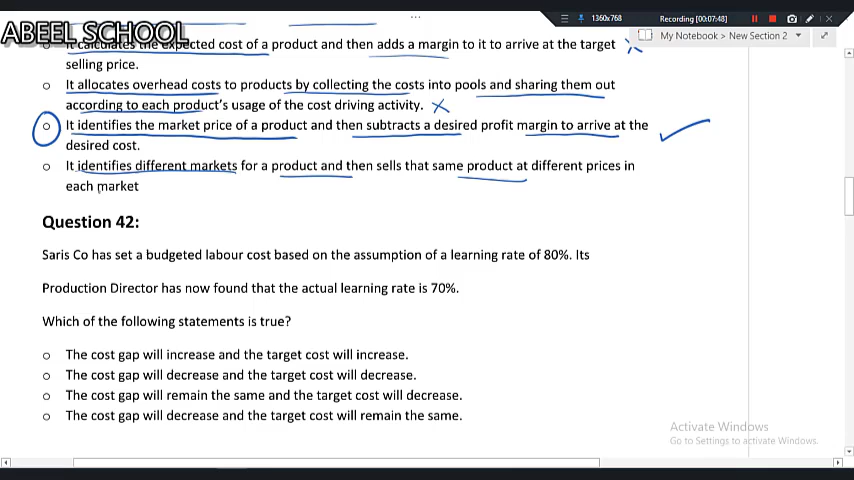 1360x768
Recording [00:07:48]
ABEEL SCHOOL
My Notebook > New Section 2
It calculates the expected cost of a product and then adds a margin to it to arrive at the target
selling price.
It allocates overhead costs to products by collecting the costs into pools and sharing them out
according to each product's usage of the cost driving activity.
It identifies the market price of a product and then subtracts a desired profit margin to arrive at the
desired cost.
It identifies different markets for a product and then sells that same product at different prices in
each market
Question 42:
Saris Co has set a budgeted labour cost based on the assumption of a learning rate of 80%. Its
Production Director has now found that the actual learning rate is 70%.
Which of the following statements is true?
The cost gap will increase and the target cost will increase.
The cost gap will decrease and the target cost will decrease.
The cost gap will remain the same and the target cost will decrease.
The cost gap will decrease and the target cost will remain the same.
Activate Windows
Go to Settings to activate Windows.